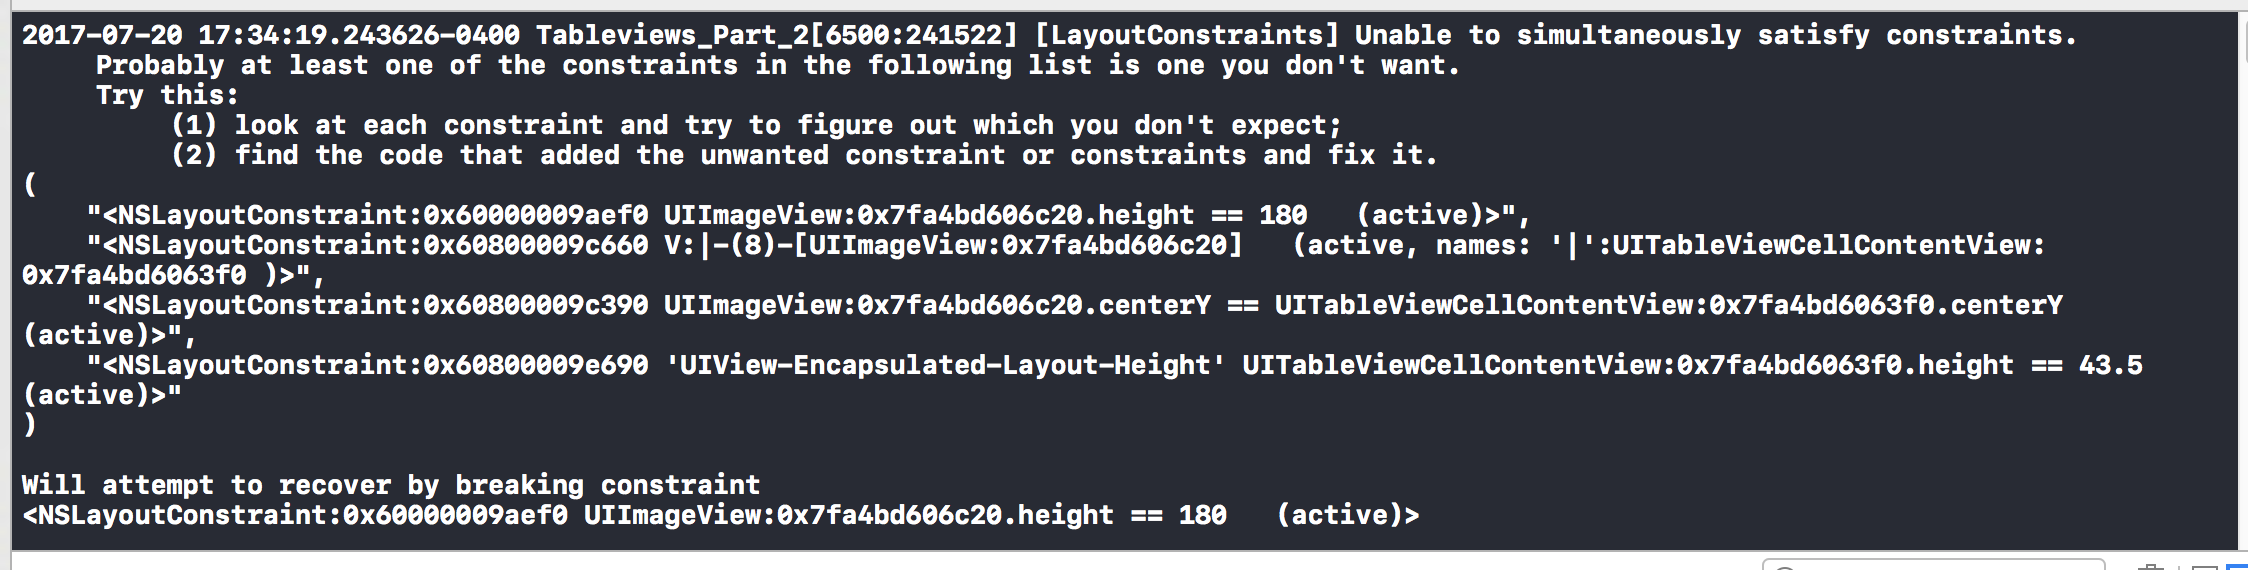 2017-07-20 17:34:19.243626-0400 Tableviews_Part_2[6500:241522] [LayoutConstraints] Unable to simultaneously satisfy constraints.
Probably at least one of the constraints in the following list is one you don't want.
Try this:
(1) look at each constraint and try to figure out which you don't expect;
(2) find the code that added the unwanted constraint or constraints and fix it.
(
"<NSLayoutConstraint:0x60000009aef0 UIImageView:0x7fa4bd606c20.height == 180   (active)>",
"<NSLayoutConstraint:0x60800009c660 V:|-(8)-[UIImageView:0x7fa4bd606c20]   (active, names: '|':UITableViewCellContentView:
0x7fa4bd6063f0 )>",
"<NSLayoutConstraint:0x60800009c390 UIImageView:0x7fa4bd606c20.centerY == UITableViewCellContentView:0x7fa4bd6063f0.centerY
(active)>",
"<NSLayoutConstraint:0x60800009e690 'UIView-Encapsulated-Layout-Height' UITableViewCellContentView:0x7fa4bd6063f0.height == 43.5
(active)>"
)
Will attempt to recover by breaking constraint
<NSLayoutConstraint:0x60000009aef0 UIImageView:0x7fa4bd606c20.height == 180   (active)>